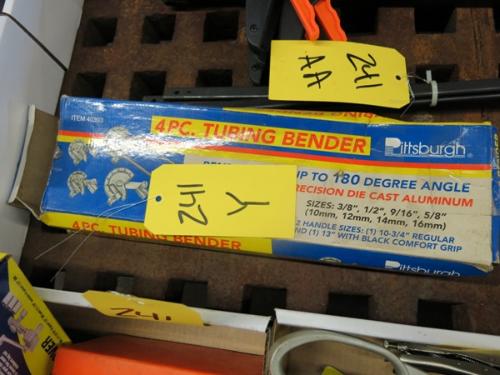 241
AA
ITEM 40203
4PC. TUBING BENDER
Pittsburgh
UP TO 180 DEGREE ANGLE
PRECISION DIE CAST ALUMINUM
SIZES: 3/8", 1/2", 9/16", 5/8"
(10mm, 12mm, 14mm, 16mm)
2 HANDLE SIZES: (1) 10-3/4" REGULAR
AND (1) 13" WITH BLACK COMFORT GRIP
241
Y
4PC. TUBING BENDER
Pittsburgh
241